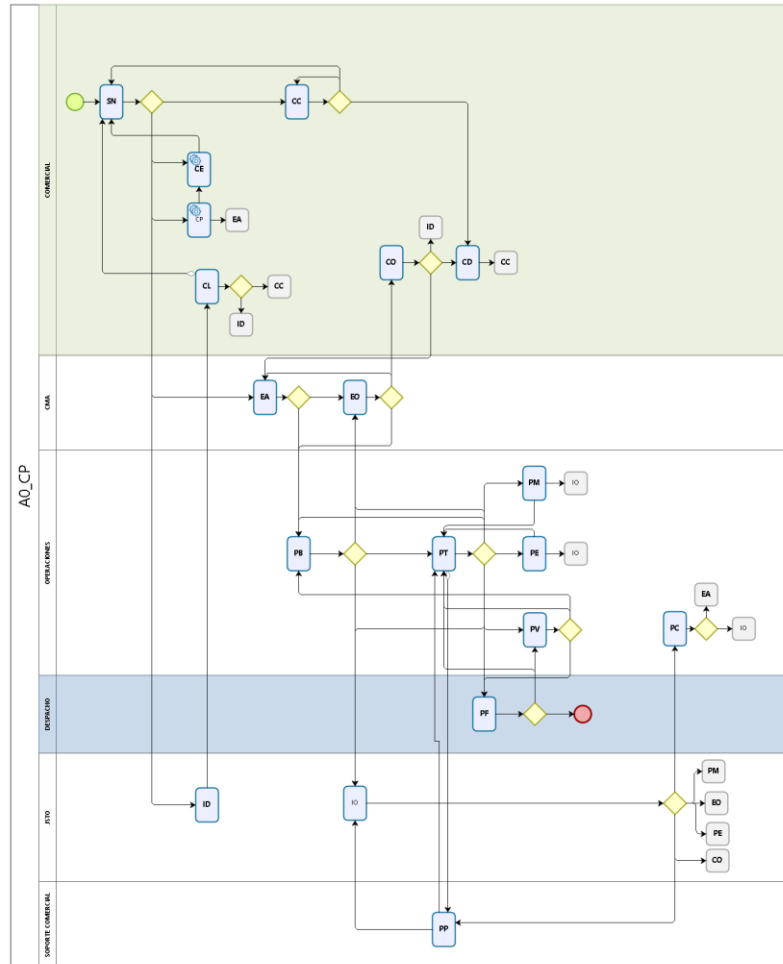 A0_CP
COMERCIAL
SN
CC
CE
CP
EA
ID
CO
CD
CC
CL
CC
ID
CMA
EA
EO
OPERACIONES
PM
IO
PB
PT
PE
IO
EA
PV
PC
IO
DESPACHO
PF
JSTO
PM
ID
IO
EO
PE
CO
SOPORTE COMERCIAL
PP